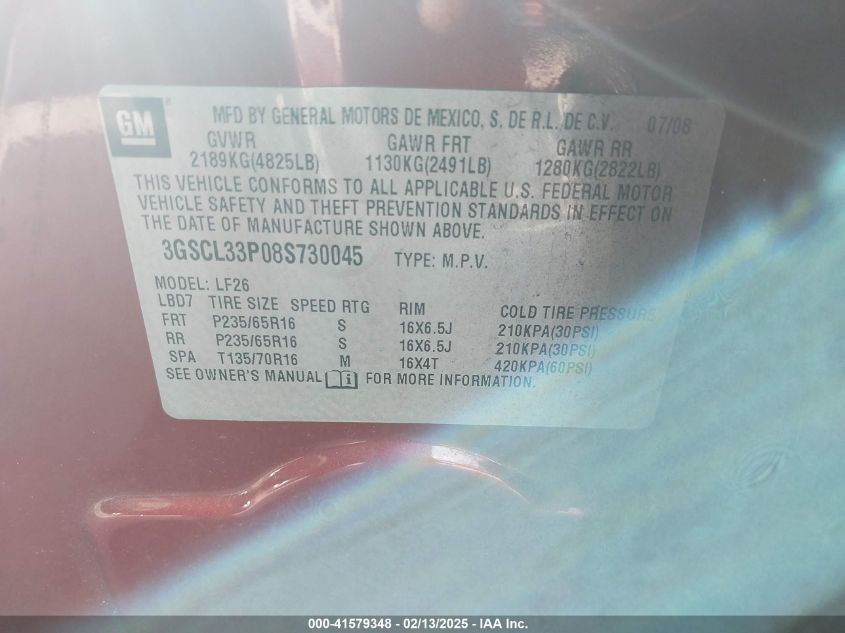 GM MFD BY GENERAL MOTORS DE MEXICO, S. DE R.L. DE C.V. 07/08
GVWR GAWR FRT GAWR RR
2189KG(4825LB) 1130KG(2491LB) 1280KG(2822LB)
THIS VEHICLE CONFORMS TO ALL APPLICABLE U.S. FEDERAL MOTOR
VEHICLE SAFETY AND THEFT PREVENTION STANDARDS IN EFFECT ON
THE DATE OF MANUFACTURE SHOWN ABOVE.
3GSCL33P08S730045 TYPE: M.P.V.
MODEL: LF26
LBD7 TIRE SIZE SPEED RTG RIM COLD TIRE PRESSURE
FRT P235/65R16 S 16X6.5J 210KPA(30PSI)
RR P235/65R16 S 16X6.5J 210KPA(30PSI)
SPA T135/70R16 M 16X4T 420KPA(60PSI)
SEE OWNER'S MANUAL FOR MORE INFORMATION.
000-41579348 - 02/13/2025 - IAA Inc.